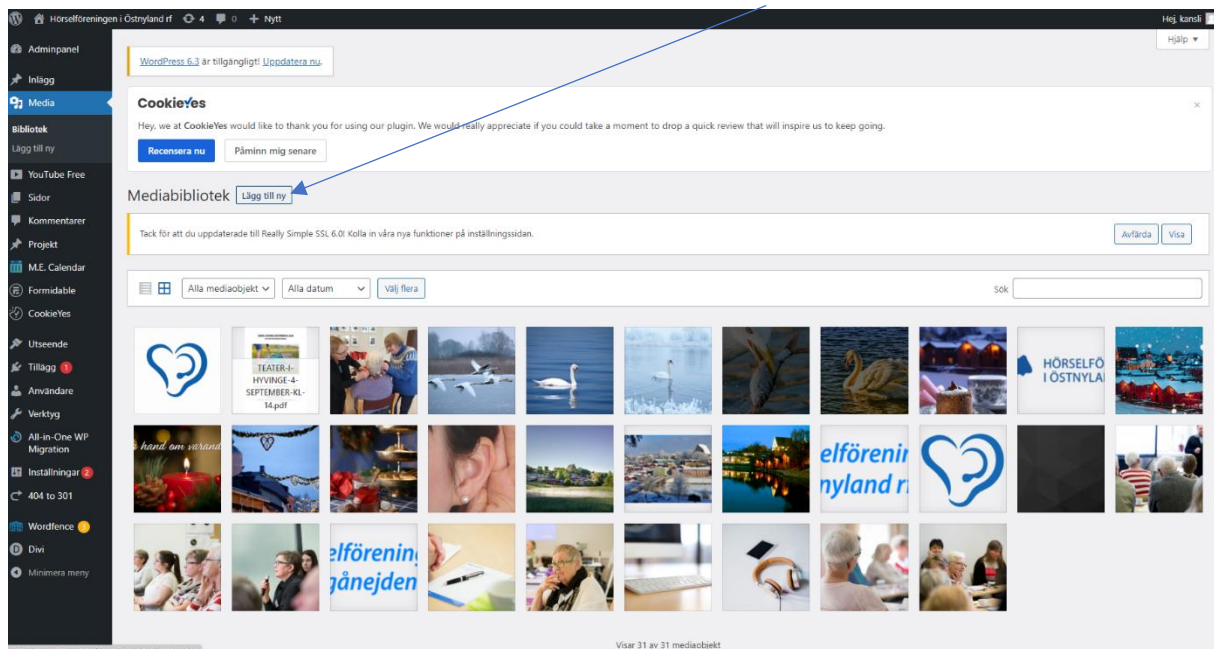 Hörselföreningen i Östnyland rf 4 0 + Nytt
Hej, kansli
Hjälp
Adminpanel
Inlägg
Media
Bibliotek
Lägg till ny
YouTube Free
Sidor
Kommentarer
Projekt
M.E. Calendar
Formidable
CookieYes
Utseende
Tillägg 1
Användare
Verktyg
All-in-One WP
Migration
Inställningar 2
404 to 301
Wordfence
Divi
Minimera meny
WordPress 6.3 är tillgängligt! Uppdatera nu.
CookieYes
Hey, we at CookieYes would like to thank you for using our plugin. We would really appreciate if you could take a moment to drop a quick review that will inspire us to keep going.
Recensera nu Påminn mig senare
Mediabibliotek Lägg till ny
Tack för att du uppdaterade till Really Simple SSL 6.0! Kolla in våra nya funktioner på inställningssidan.
Avfärda Visa
Alla mediaobjekt Alla datum Välj flera
Sök
TEATER-I-
HYVINGE-4-
SEPTEMBER-KL-
14.pdf
HÖRSELFÖ
I ÖSTNYLA
hand om varand
elförenin
nyland r
elförening
gånejden
Visar 31 av 31 mediaobjekt